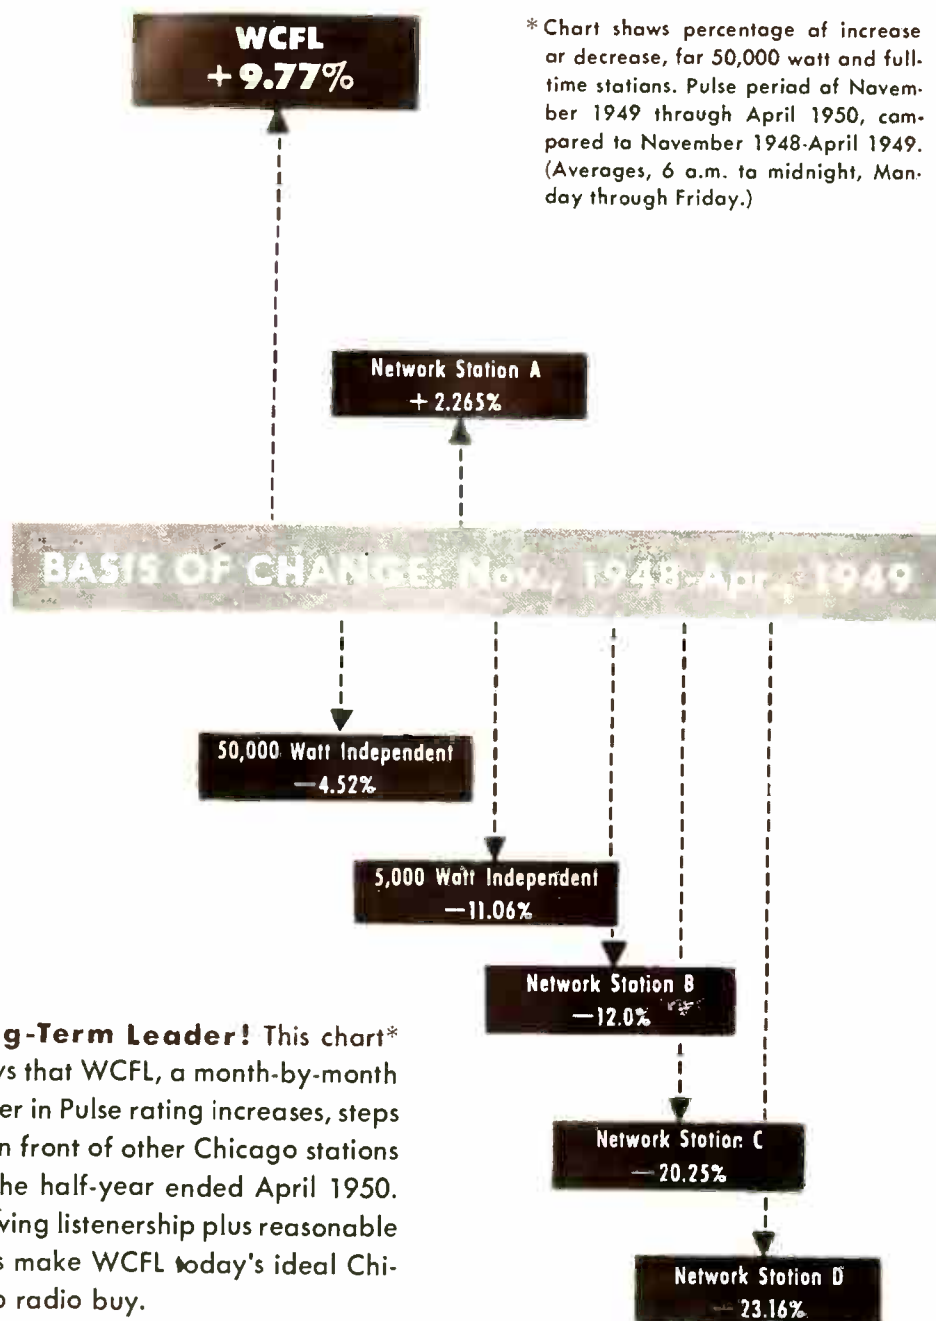 WCFL
+9.77%
* Chart shows percentage of increase
or decrease, for 50,000 watt and full-
time stations. Pulse period of Novem-
ber 1949 through April 1950, com-
pared to November 1948-April 1949.
(Averages, 6 a.m. to midnight, Mon-
day through Friday.)
Network Station A
+ 2.265%
BASIS OF CHANGE: Nov., 1948-Apr., 1949
50,000 Watt Independent
—4.52%
5,000 Watt Independent
—11.06%
Network Station B
—12.0%
Network Station C
— 20.25%
Network Station D
— 23.16%
g-Term Leader! This chart*
ws that WCFL, a month-by-month
er in Pulse rating increases, steps
n front of other Chicago stations
he half-year ended April 1950.
wing listenership plus reasonable
s make WCFL today's ideal Chi-
o radio buy.